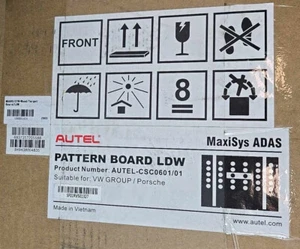 FRONT
8
AUTEL
MaxiSys ADAS
PATTERN BOARD LDW
Product Number: AUTEL-CSC0601/01
Suitable for: VW GROUP / Porsche
Made in Vietnam
www.autel.com